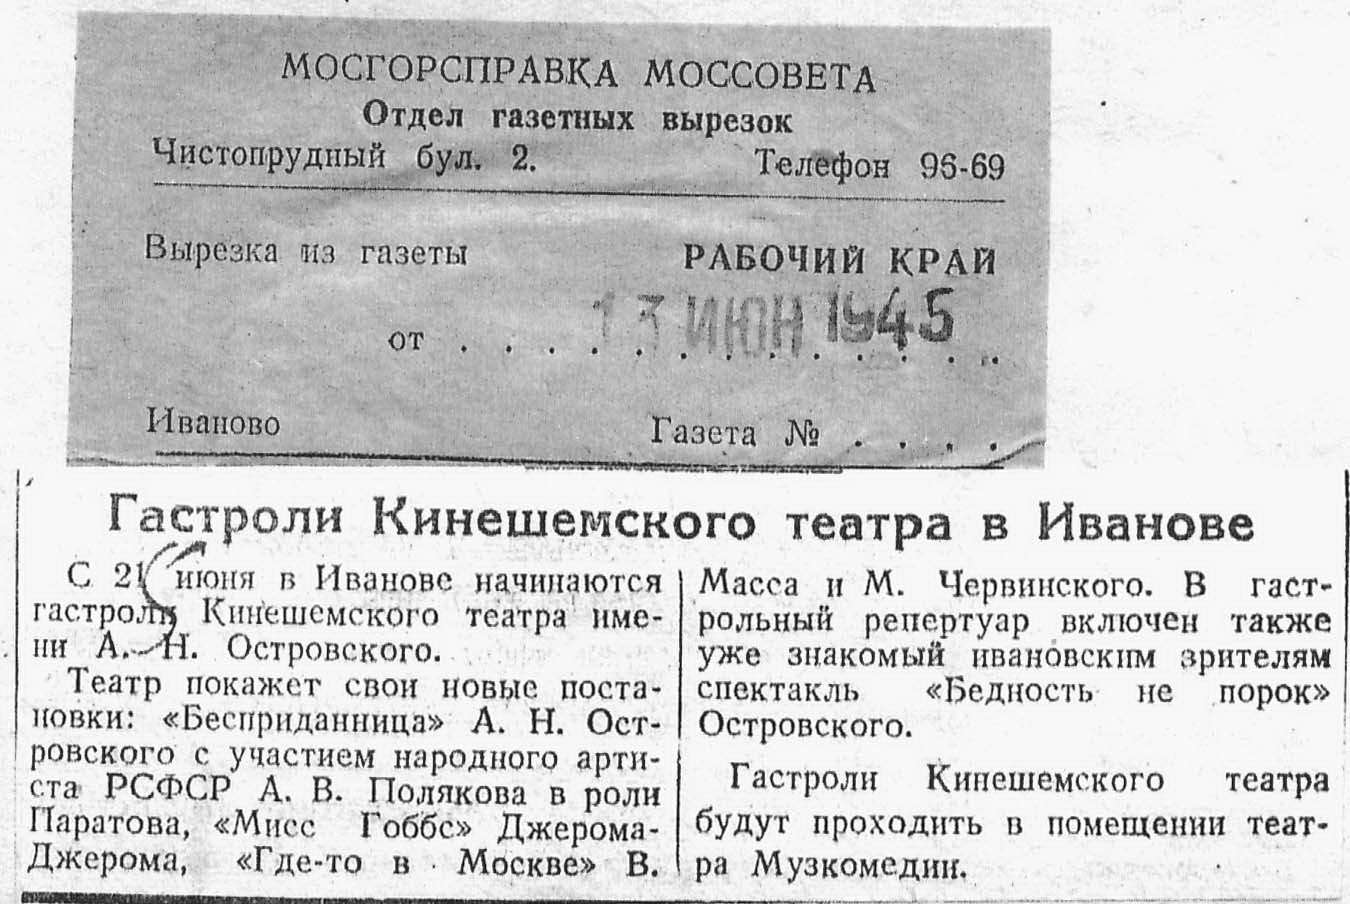 МОСГОРСПРАВКА МОССОВЕТА
Отдел газетных вырезок
Чистопрудный бул. 2. Телефон 96-69
Вырезка из газеты РАБОЧИЙ КРАЙ
от . . . . . . . . . . . . . 13 ИЮН 1945
Иваново Газета № . . . .
Гастроли Кинешемского театра в Иванове
С 21 июня в Иванове начинаются
гастроли Кинешемского театра име-
ни А. Н. Островского.
Театр покажет свои новые поста-
новки: «Бесприданница» А. Н. Ост-
ровского с участием народного арти-
ста РСФСР А. В. Полякова в роли
Паратова, «Мисс Гоббс» Джерома-
Джерома, «Где-то в Москве» В.
Масса и М. Червинского. В гаст-
рольный репертуар включен также
уже знакомый ивановским зрителям
спектакль «Бедность не порок»
Островского.
Гастроли Кинешемского театра
будут проходить в помещении теат-
ра Музкомедии.